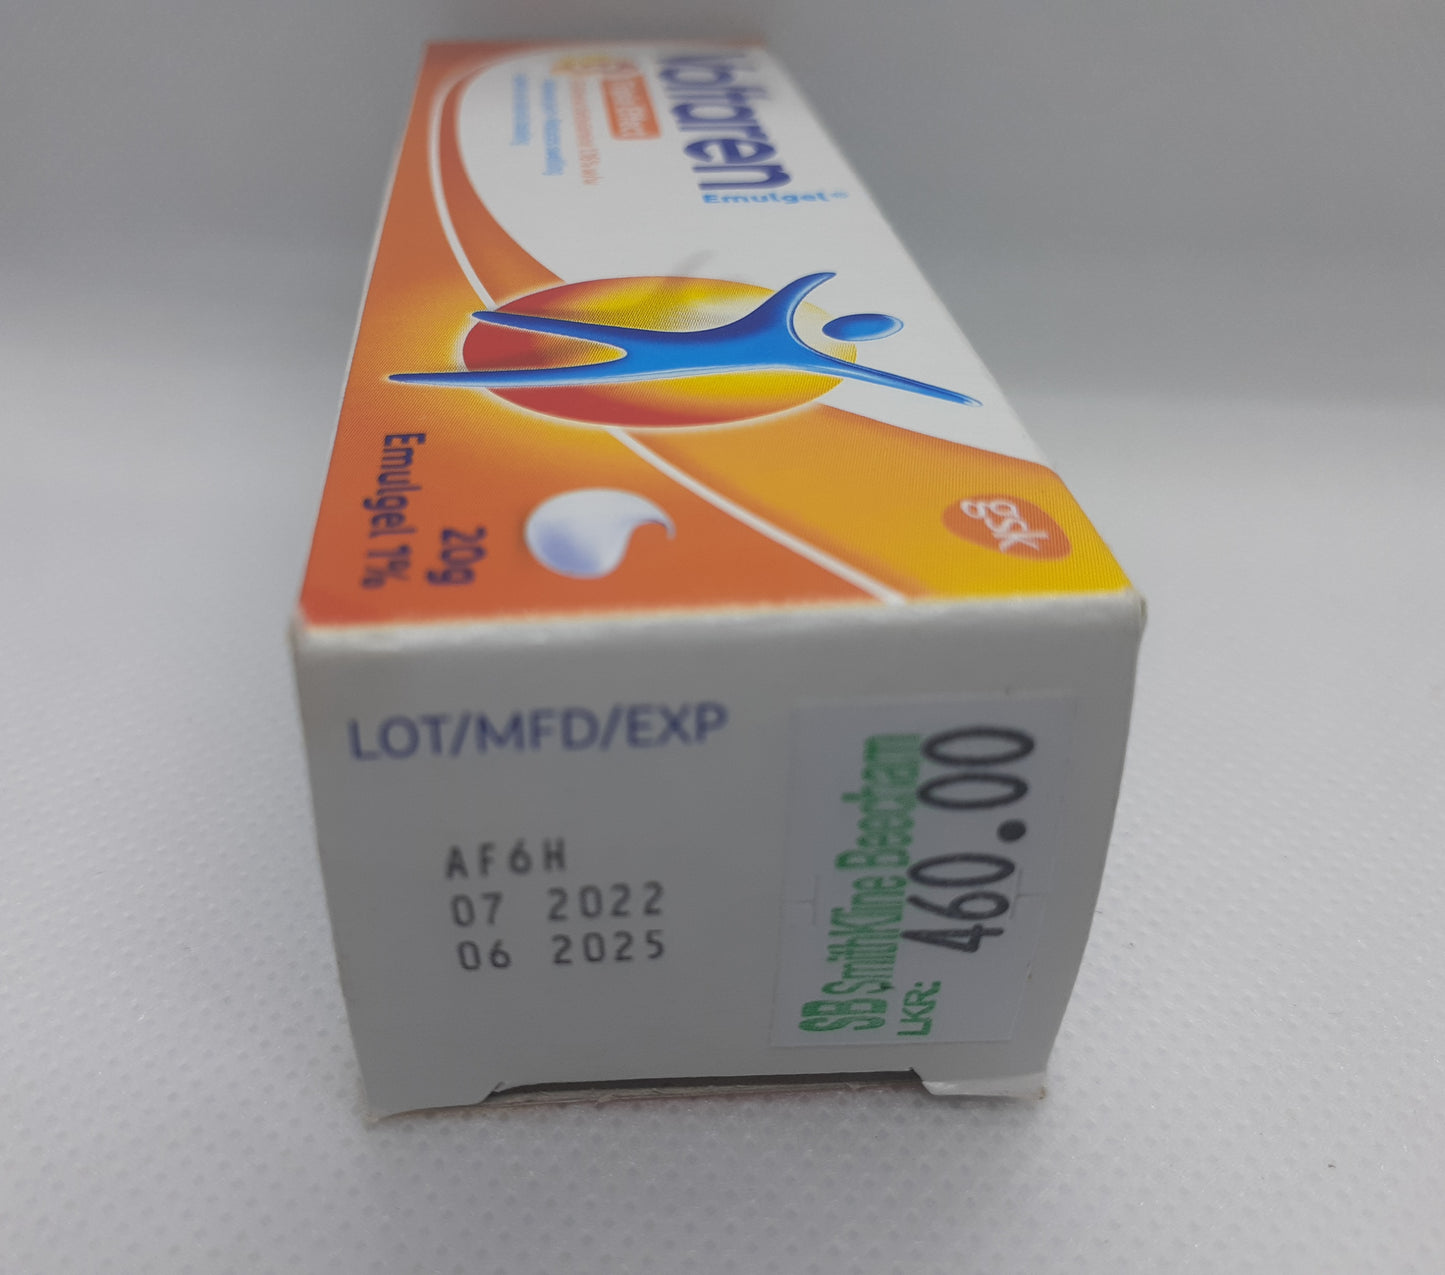 Voltaren
Emulgel
gsk
20g
Emulgel 1%
LOT/MFD/EXP
AF6H
07 2022
06 2025
SB SmithKline Beecham
LKR: 460.00